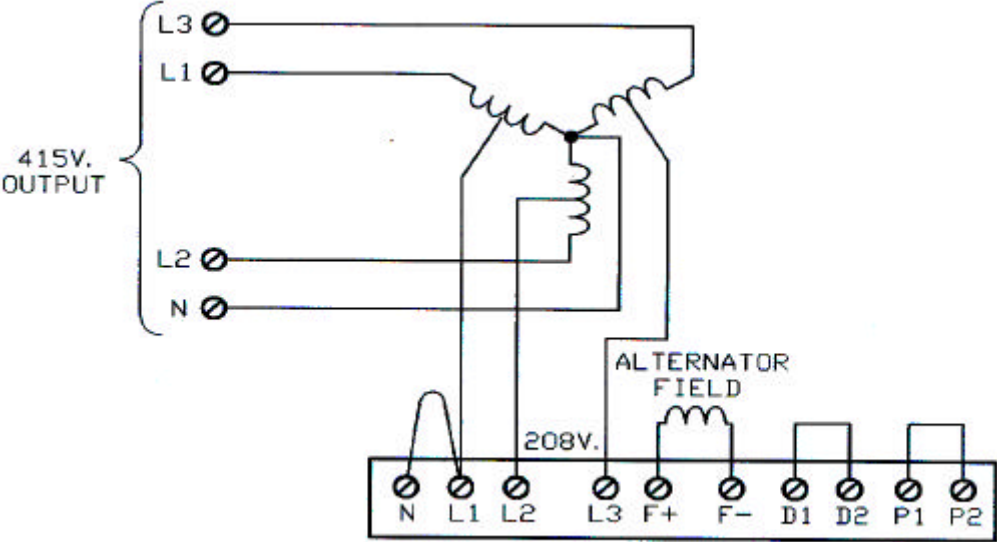 L3
L1
415V.
OUTPUT
L2
N
ALTERNATOR
FIELD
208V.
N L1 L2 L3 F+ F- D1 D2 P1 P2